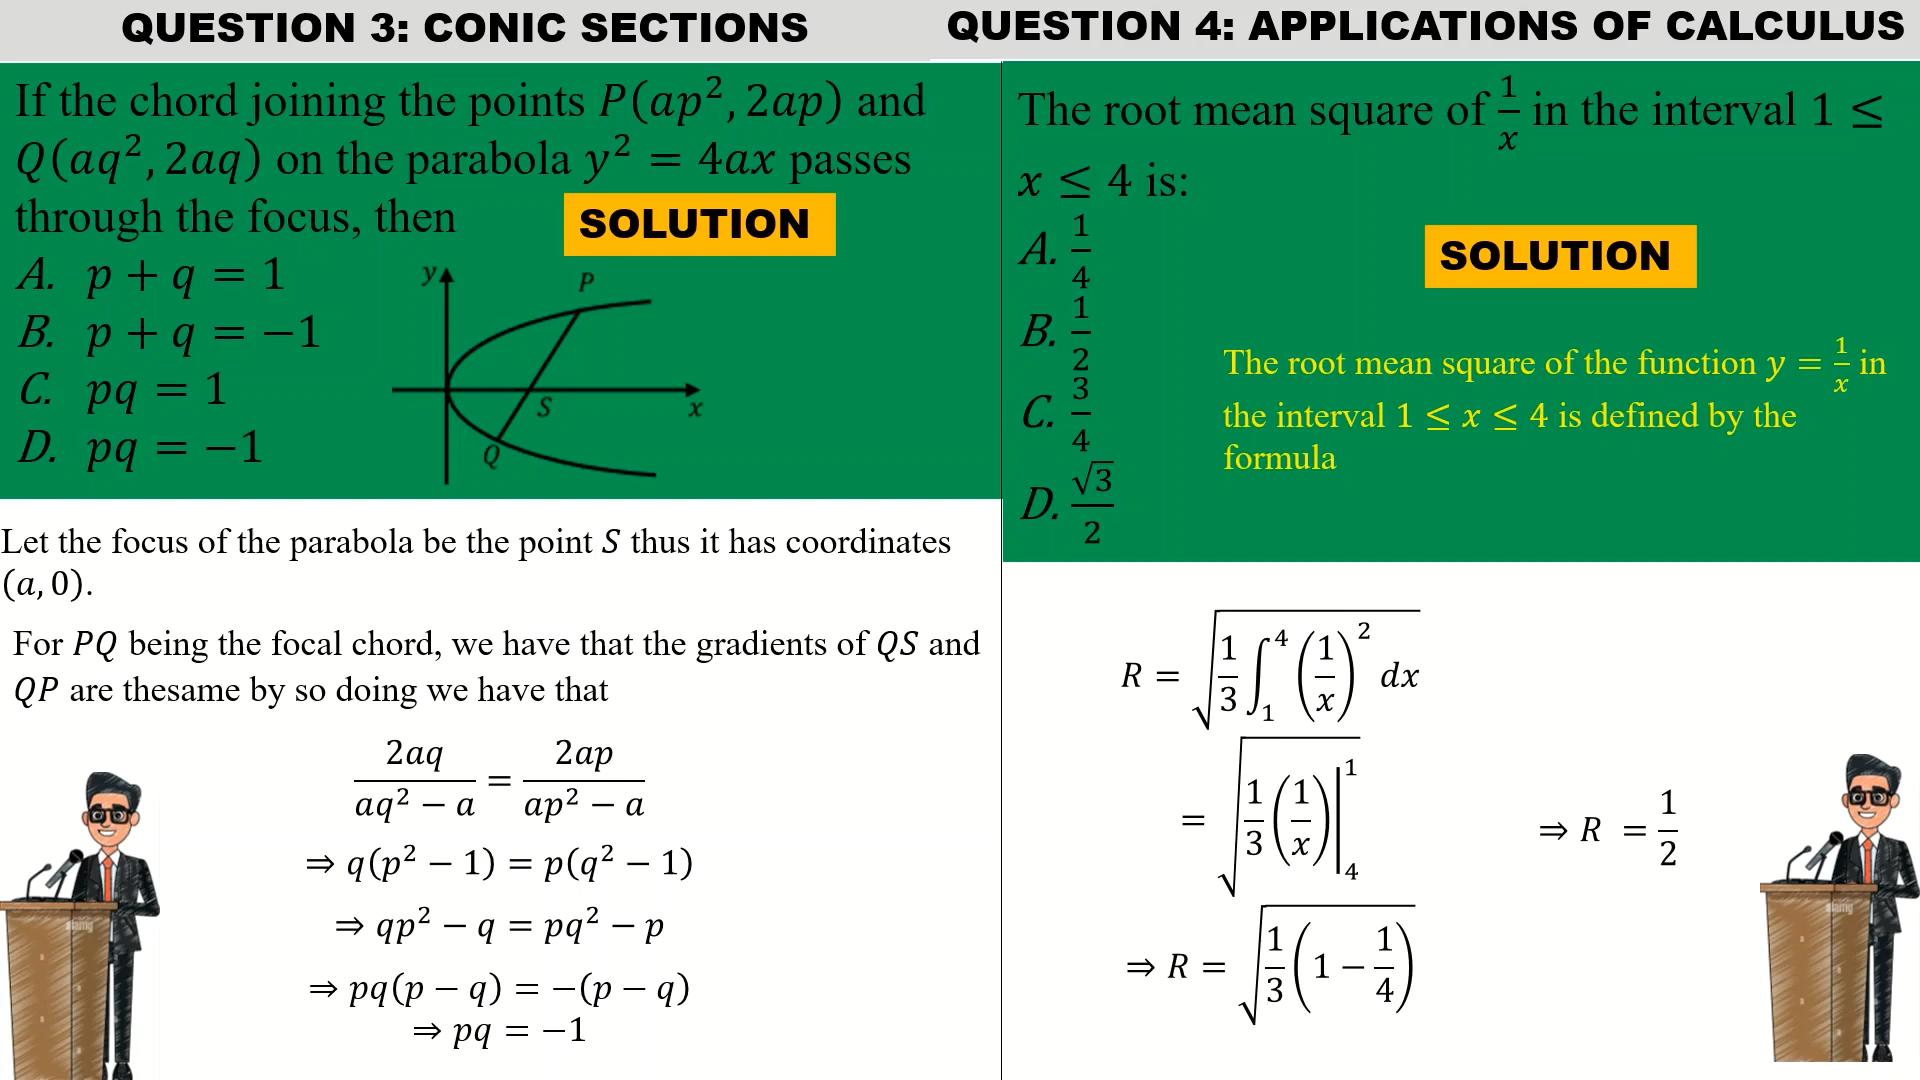 QUESTION 3: CONIC SECTIONS
If the chord joining the points P(ap², 2ap) and
Q(aq², 2aq) on the parabola y² = 4ax passes
through the focus, then
SOLUTION
A. p + q = 1
B. p + q = −1
C. pq = 1
D. pq = −1
y
P
S
x
Q
Let the focus of the parabola be the point S thus it has coordinates
(a, 0).
For PQ being the focal chord, we have that the gradients of QS and
QP are thesame by so doing we have that
2aq/(aq² − a) = 2ap/(ap² − a)
⇒ q(p² − 1) = p(q² − 1)
⇒ qp² − q = pq² − p
⇒ pq(p − q) = −(p − q)
⇒ pq = −1
QUESTION 4: APPLICATIONS OF CALCULUS
The root mean square of 1/x in the interval 1 ≤
x ≤ 4 is:
A. 1/4
B. 1/2
C. 3/4
D. √3/2
SOLUTION
The root mean square of the function y = 1/x in
the interval 1 ≤ x ≤ 4 is defined by the
formula
R = √(1/3 ∫₁⁴ (1/x)² dx)
= √(1/3 (1/x)|₄¹)
⇒ R = √(1/3 (1 − 1/4))
⇒ R = 1/2